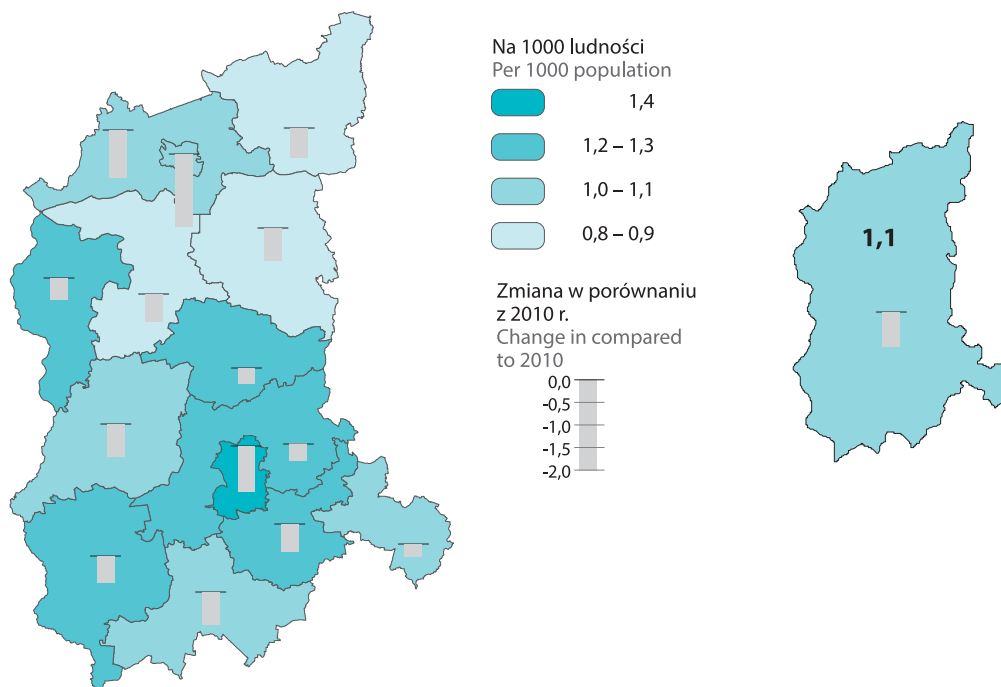 Na 1000 ludności
Per 1000 population
1,4
1,2 – 1,3
1,0 – 1,1
0,8 – 0,9
Zmiana w porównaniu
z 2010 r.
Change in compared
to 2010
0,0
-0,5
-1,0
-1,5
-2,0
1,1